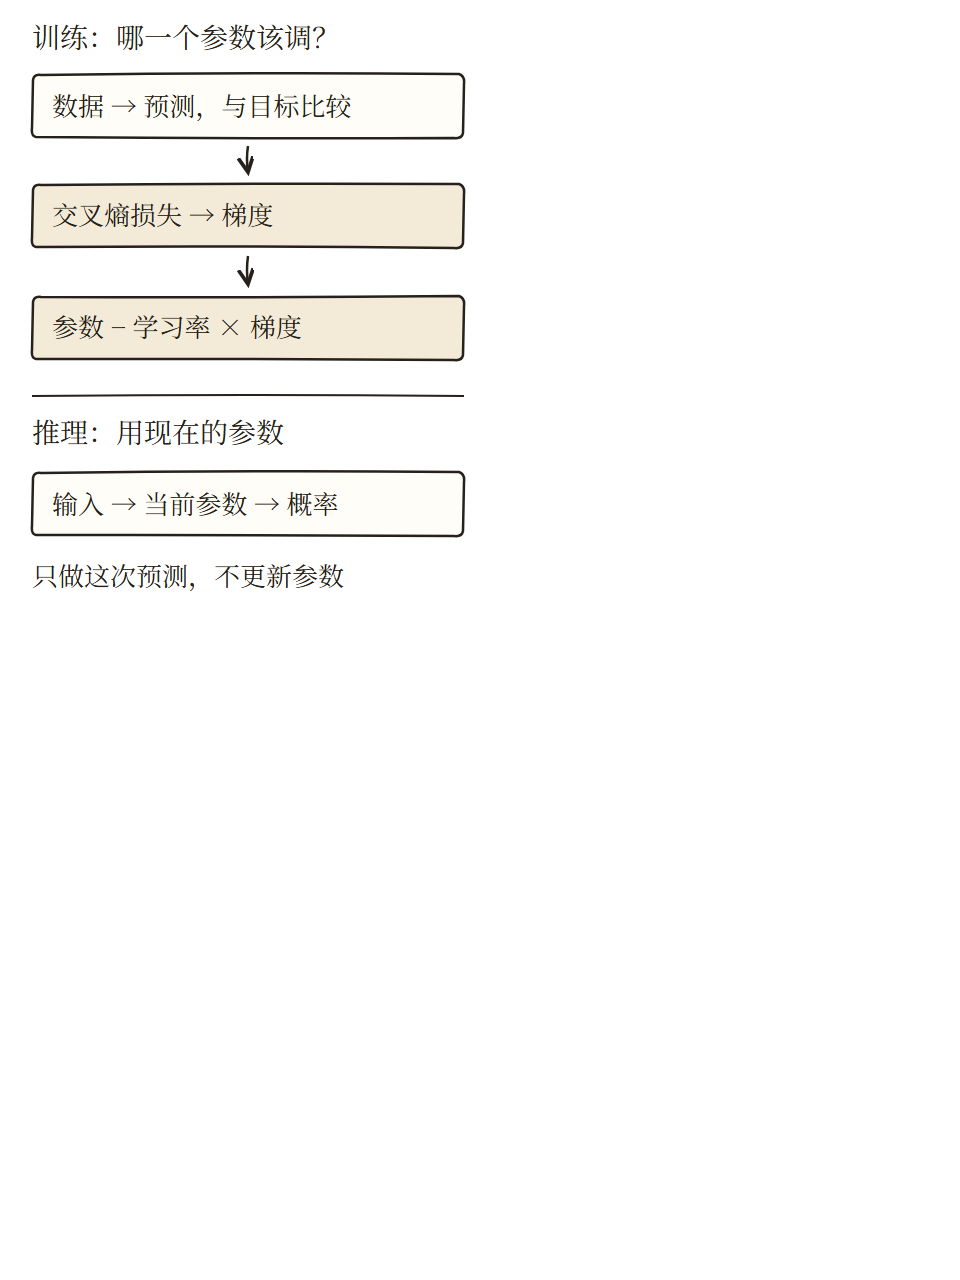 训练：哪一个参数该调？
数据 → 预测，与目标比较
交叉熵损失 → 梯度
参数 − 学习率 × 梯度
推理：用现在的参数
输入 → 当前参数 → 概率
只做这次预测，不更新参数